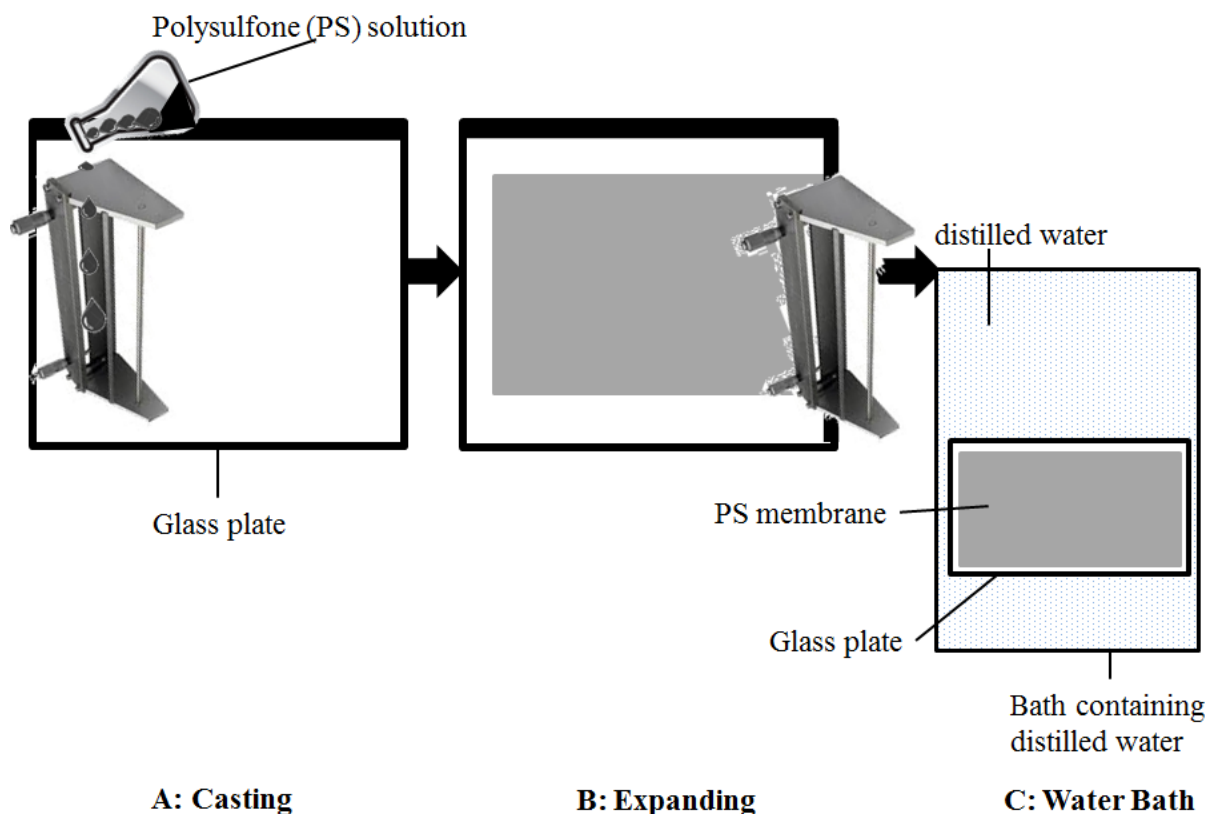 Polysulfone (PS) solution
distilled water
Glass plate
PS membrane
Glass plate
Bath containing
distilled water
A: Casting
B: Expanding
C: Water Bath